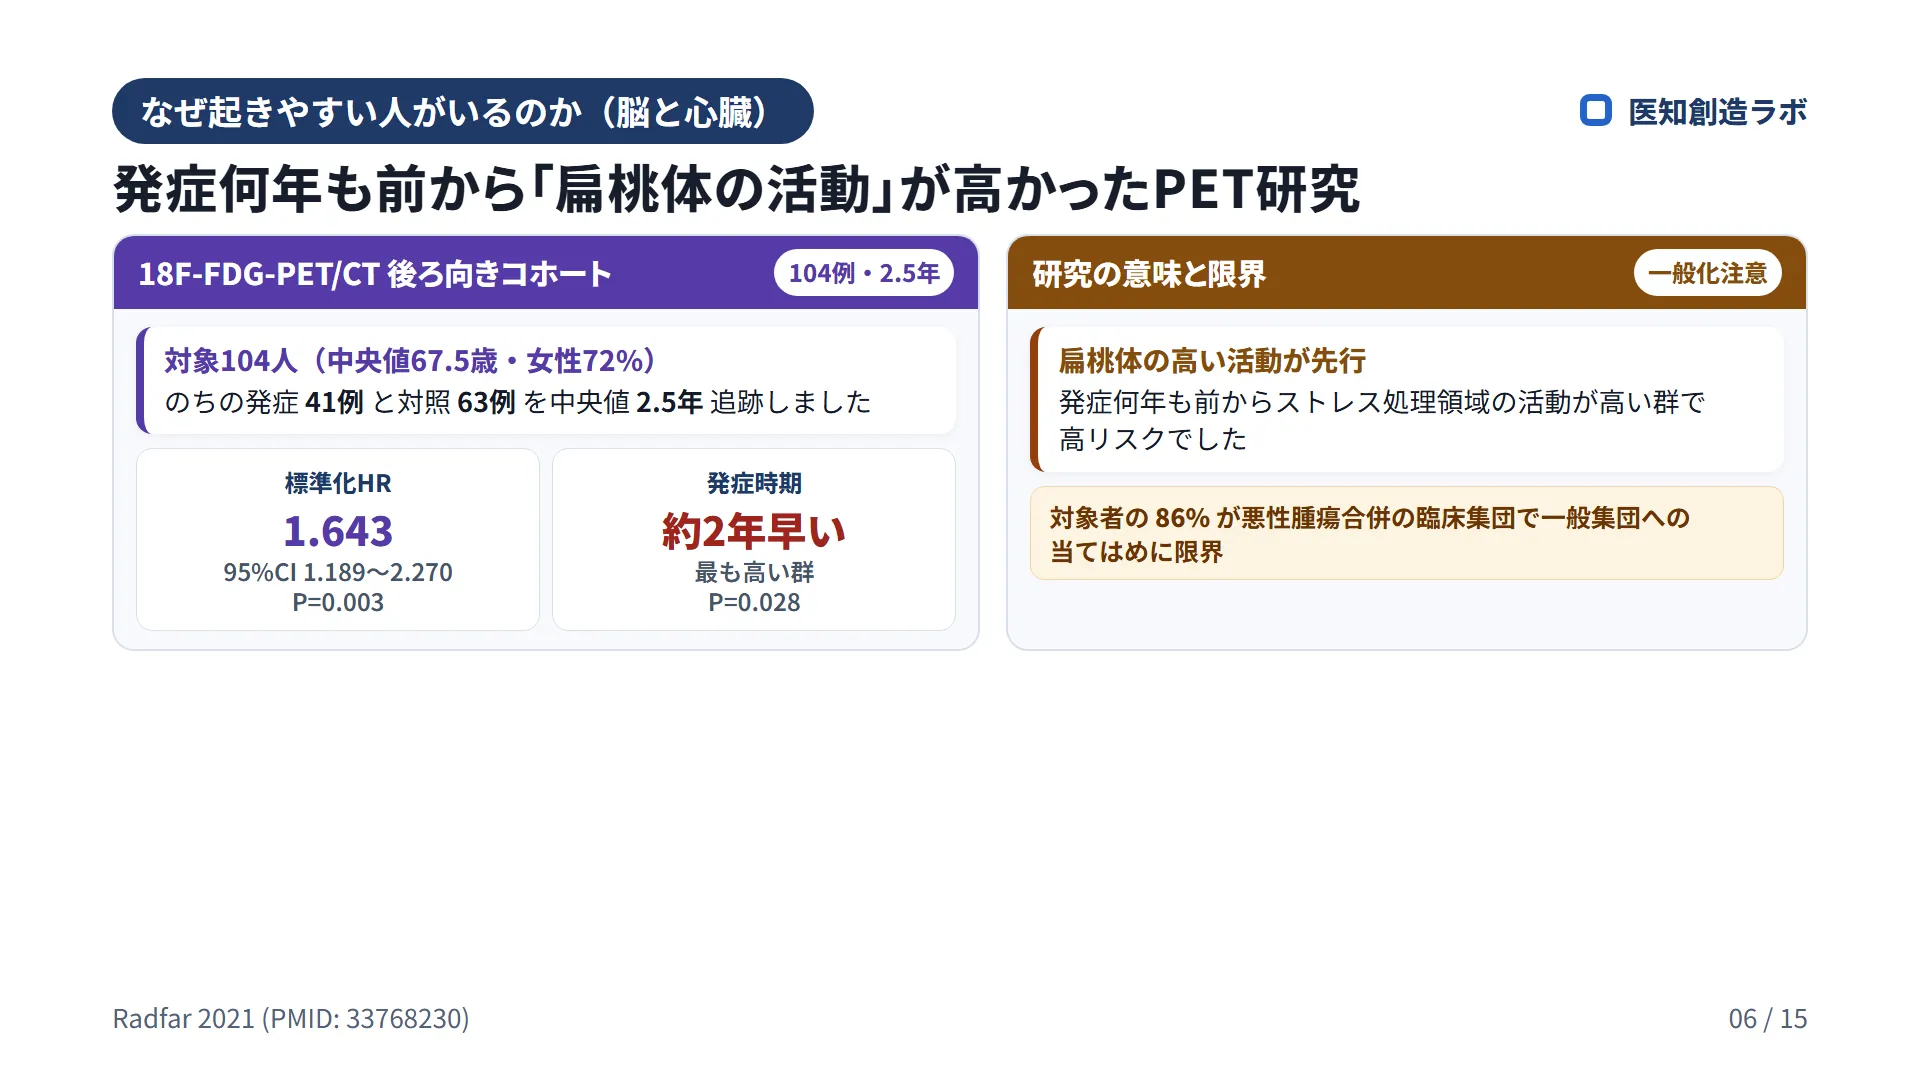 なぜ起きやすい人がいるのか（脳と心臓）
医知創造ラボ
発症何年も前から「扁桃体の活動」が高かったPET研究
18F-FDG-PET/CT 後ろ向きコホート
104例・2.5年
対象104人（中央値67.5歳・女性72%）
のちの発症 41例 と対照 63例 を中央値 2.5年 追跡しました
標準化HR
1.643
95%CI 1.189〜2.270
P=0.003
発症時期
約2年早い
最も高い群
P=0.028
研究の意味と限界
一般化注意
扁桃体の高い活動が先行
発症何年も前からストレス処理領域の活動が高い群で
高リスクでした
対象者の 86% が悪性腫瘍合併の臨床集団で一般集団への
当てはめに限界
Radfar 2021 (PMID: 33768230)
06 / 15